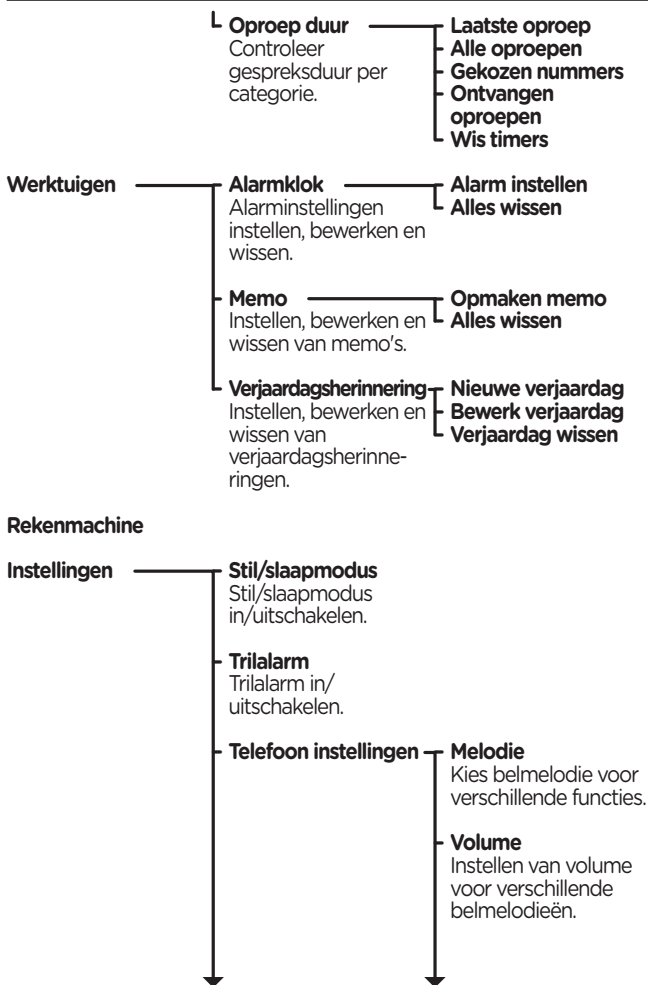 Oproep duur
Controleer
gespreksduur per
categorie.
Laatste oproep
Alle oproepen
Gekozen nummers
Ontvangen
oproepen
Wis timers
Werktuigen
Alarmklok
Alarminstellingen
instellen, bewerken en
wissen.
Alarm instellen
Alles wissen
Memo
Instellen, bewerken en
wissen van memo's.
Opmaken memo
Alles wissen
Verjaardagsherinnering
Instellen, bewerken en
wissen van
verjaardagsherinne-
ringen.
Nieuwe verjaardag
Bewerk verjaardag
Verjaardag wissen
Rekenmachine
Instellingen
Stil/slaapmodus
Stil/slaapmodus
in/uitschakelen.
Trilalarm
Trilalarm in/
uitschakelen.
Telefoon instellingen
Melodie
Kies belmelodie voor
verschillende functies.
Volume
Instellen van volume
voor verschillende
belmelodieën.